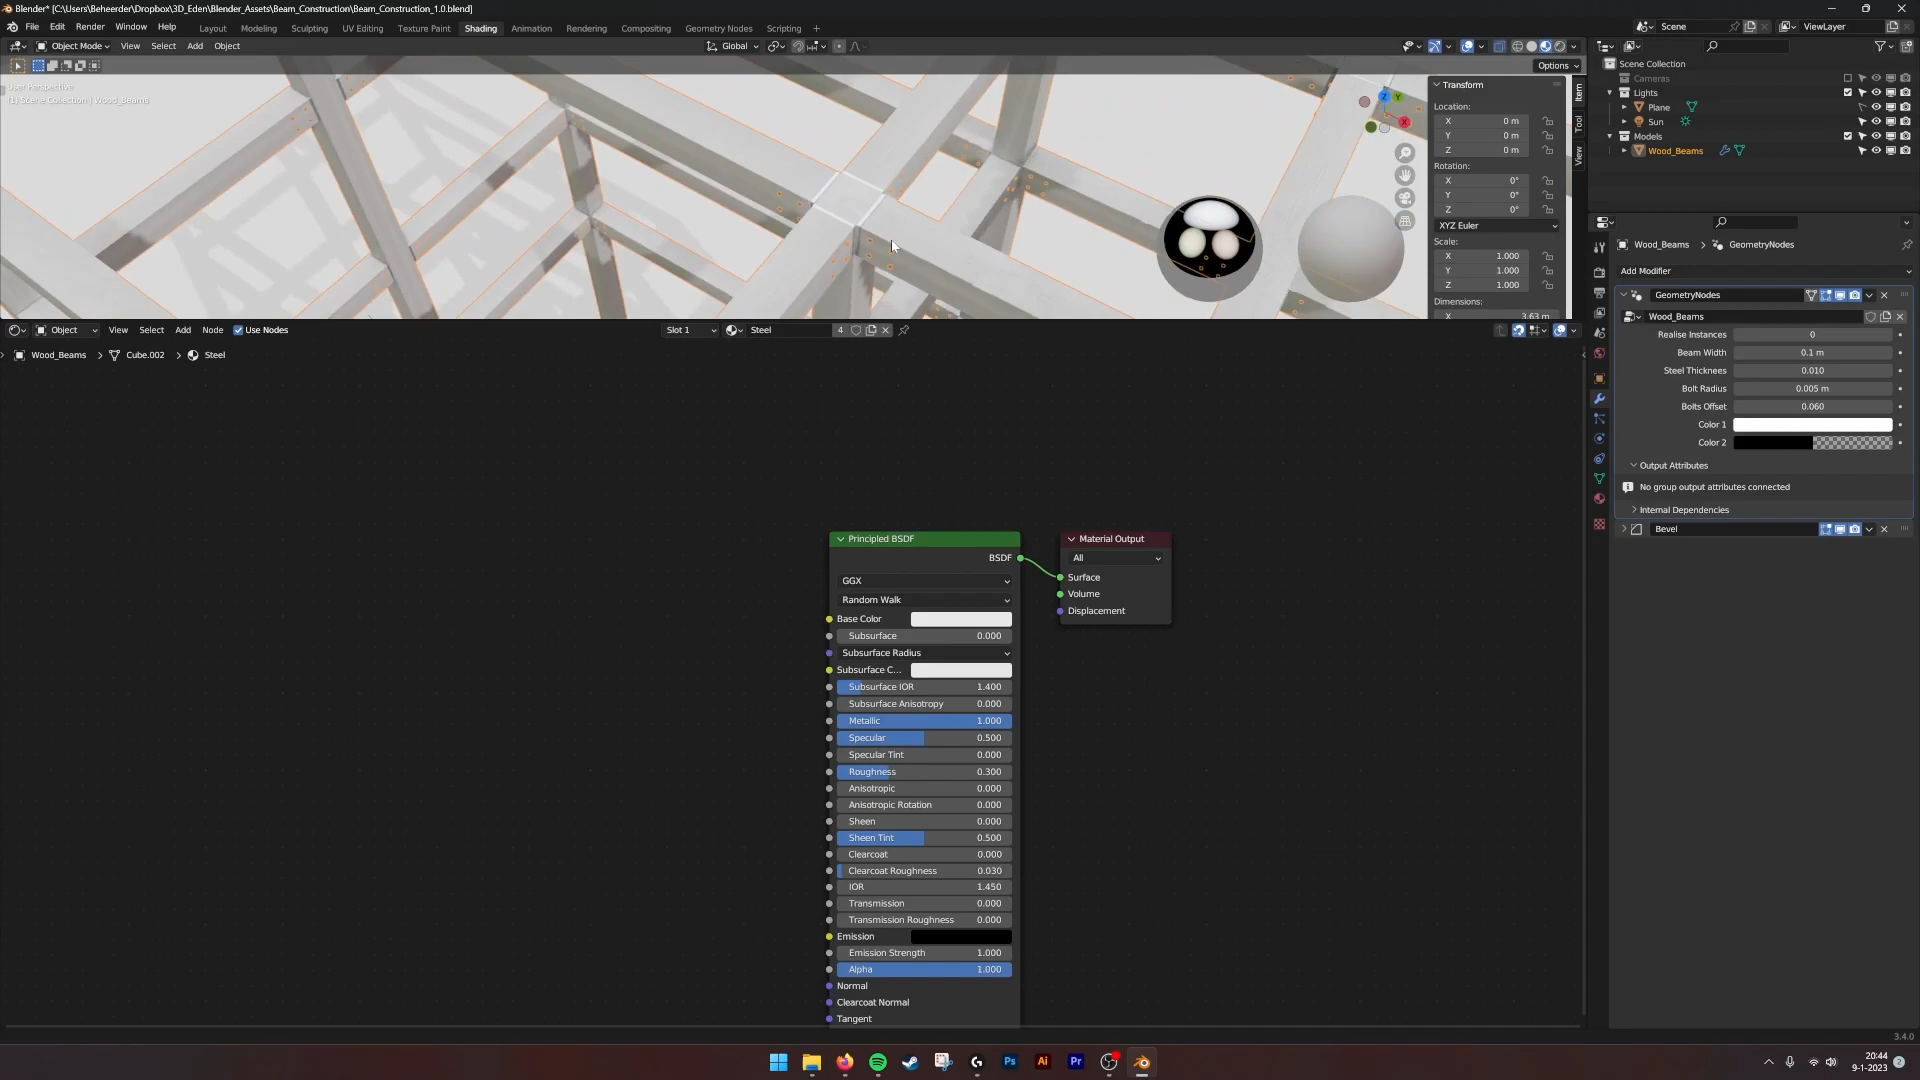 Blender* [C:\Users\Beheerder\Dropbox\3D_Eden\Blender_Assets\Beam_Construction\Beam_Construction_1.0.blend]
File Edit Render Window Help Layout Modeling Sculpting UV Editing Texture Paint Shading Animation Rendering Compositing Geometry Nodes Scripting + Scene ViewLayer
Object Mode View Select Add Object Global
Options
User Perspective
(1) Scene Collection | Wood_Beams
Transform
Location:
X 0 m
Y 0 m
Z 0 m
Rotation:
X 0°
Y 0°
Z 0°
XYZ Euler
Scale:
X 1.000
Y 1.000
Z 1.000
Dimensions:
X 3.63 m
Item
Tool
View
Z Y
X
Scene Collection
Cameras
Lights
Plane
Sun
Models
Wood_Beams
Wood_Beams > GeometryNodes
Add Modifier
GeometryNodes
Wood_Beams
Realise Instances 0
Beam Width 0.1 m
Steel Thicknees 0.010
Bolt Radius 0.005 m
Bolts Offset 0.060
Color 1
Color 2
Output Attributes
No group output attributes connected
Internal Dependencies
Bevel
Object View Select Add Node Use Nodes Slot 1 Steel 4
Wood_Beams > Cube.002 > Steel
Principled BSDF
BSDF
GGX
Random Walk
Base Color
Subsurface 0.000
Subsurface Radius
Subsurface C...
Subsurface IOR 1.400
Subsurface Anisotropy 0.000
Metallic 1.000
Specular 0.500
Specular Tint 0.000
Roughness 0.300
Anisotropic 0.000
Anisotropic Rotation 0.000
Sheen 0.000
Sheen Tint 0.500
Clearcoat 0.000
Clearcoat Roughness 0.030
IOR 1.450
Transmission 0.000
Transmission Roughness 0.000
Emission
Emission Strength 1.000
Alpha 1.000
Normal
Clearcoat Normal
Tangent
Material Output
All
Surface
Volume
Displacement
3.4.0
Ps Ai Pr
20:44
9-1-2023
2